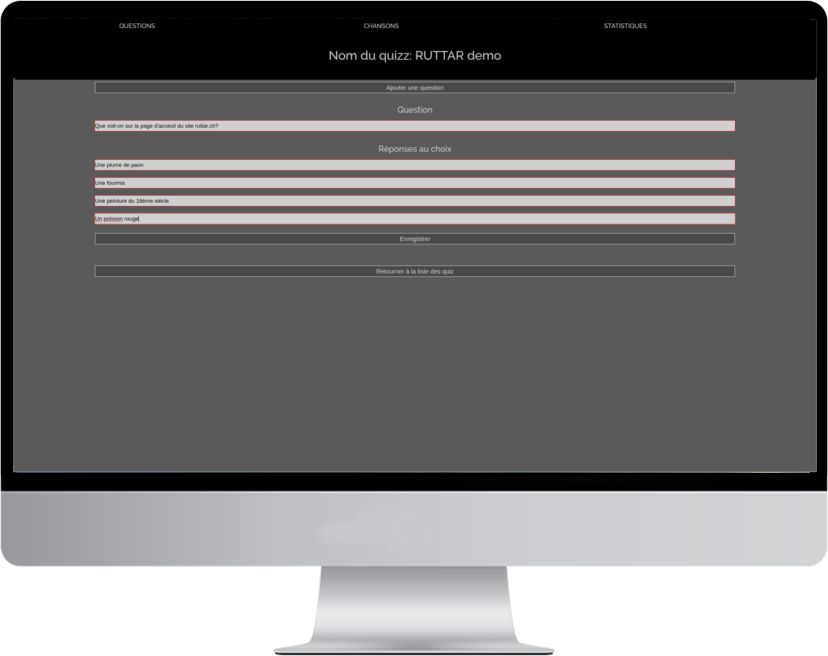 QUESTIONS CHANSONS STATISTIQUES
Nom du quizz: RUTTAR demo
Ajouter une question
Question
Que voit-on sur la page d'acceuil du site ruttar.ch?
Réponses au choix
Une plume de paon
Une fourmis
Une peinture du 16ème siècle
Un poisson rouge
Enregistrer
Retourner à la liste des quiz